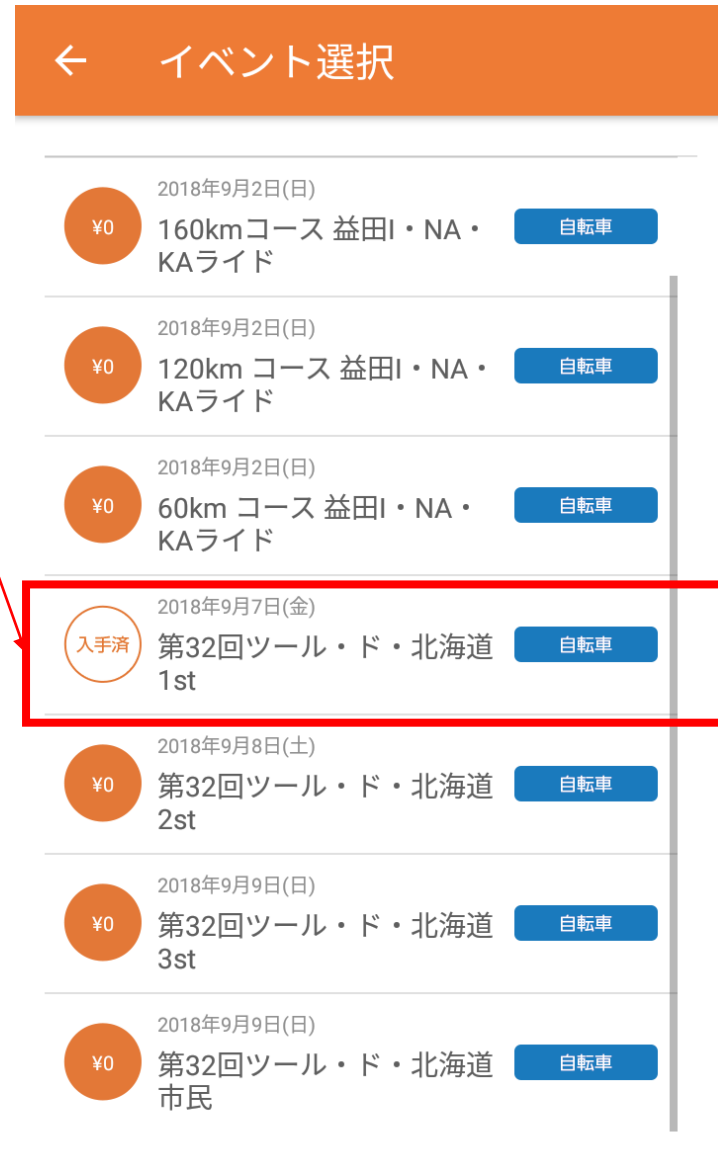 イベント選択
2018年9月2日(日)
¥0
160kmコース 益田I・NA・
KAライド
自転車
2018年9月2日(日)
¥0
120km コース 益田I・NA・
KAライド
自転車
2018年9月2日(日)
¥0
60km コース 益田I・NA・
KAライド
自転車
2018年9月7日(金)
入手済
第32回ツール・ド・北海道
1st
自転車
2018年9月8日(土)
¥0
第32回ツール・ド・北海道
2st
自転車
2018年9月9日(日)
¥0
第32回ツール・ド・北海道
3st
自転車
2018年9月9日(日)
¥0
第32回ツール・ド・北海道
市民
自転車